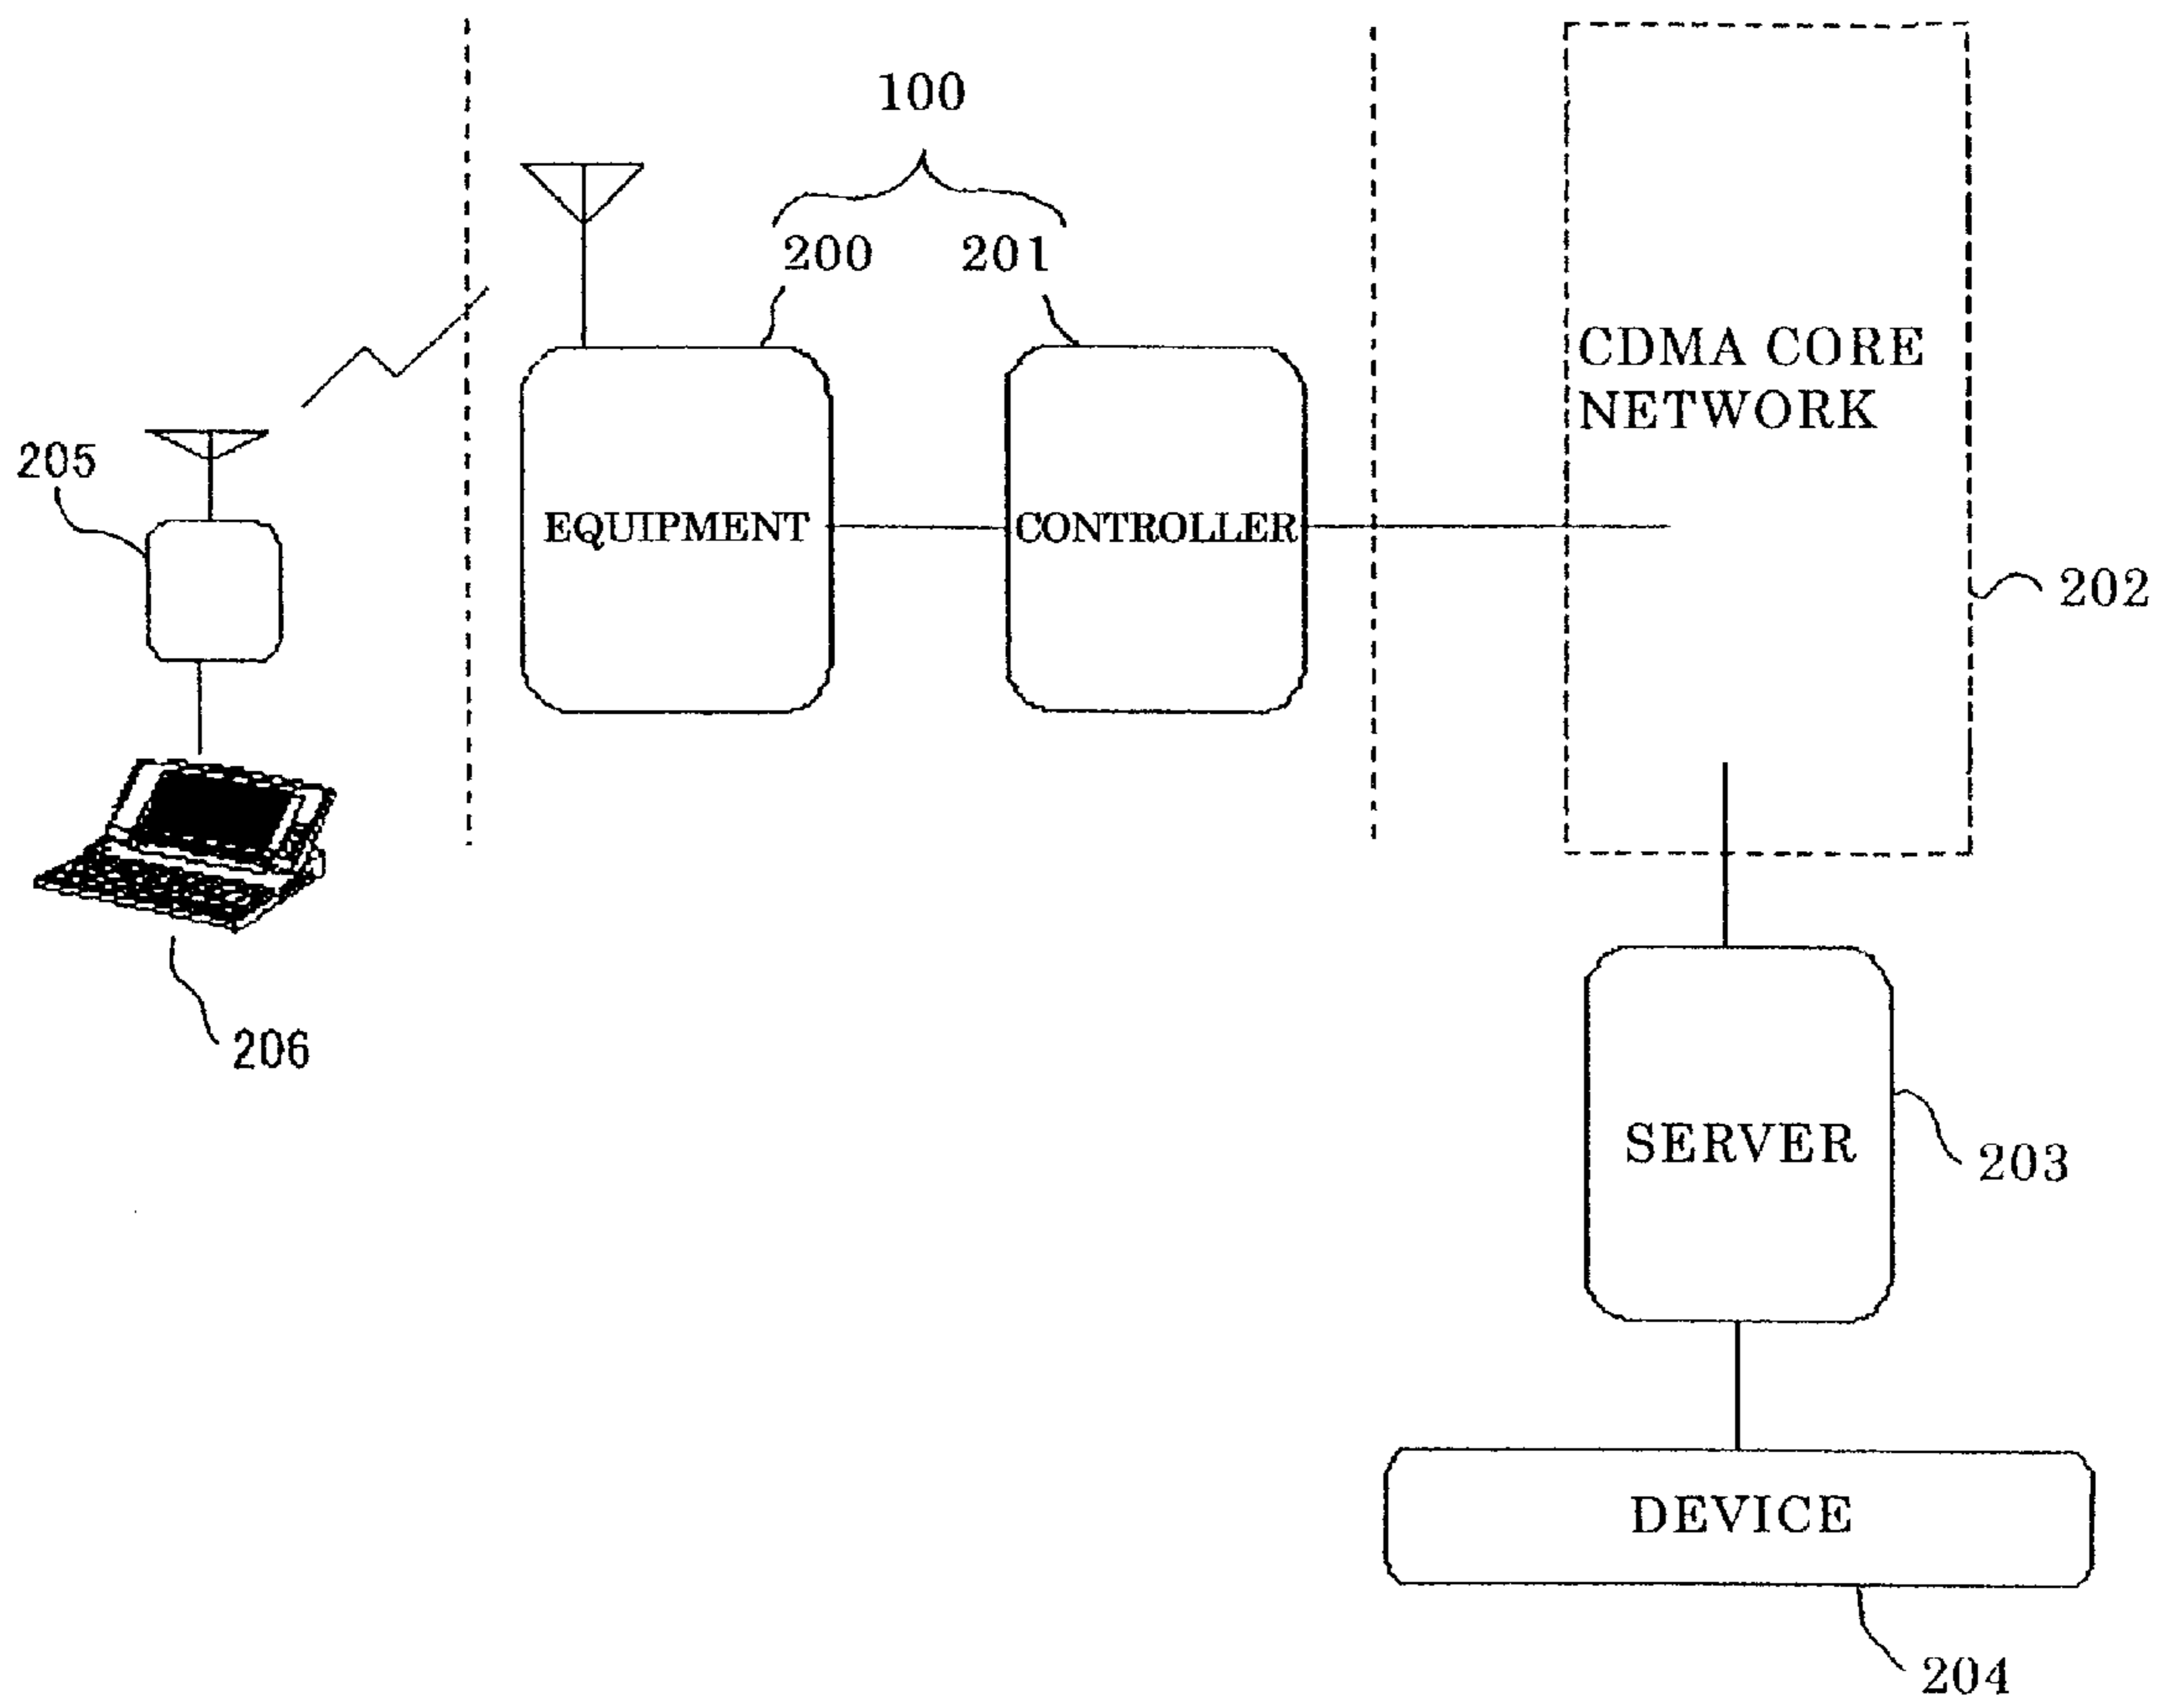 100
200
201
CDMA CORE
NETWORK
205
EQUIPMENT
CONTROLLER
202
206
SERVER
203
DEVICE
204